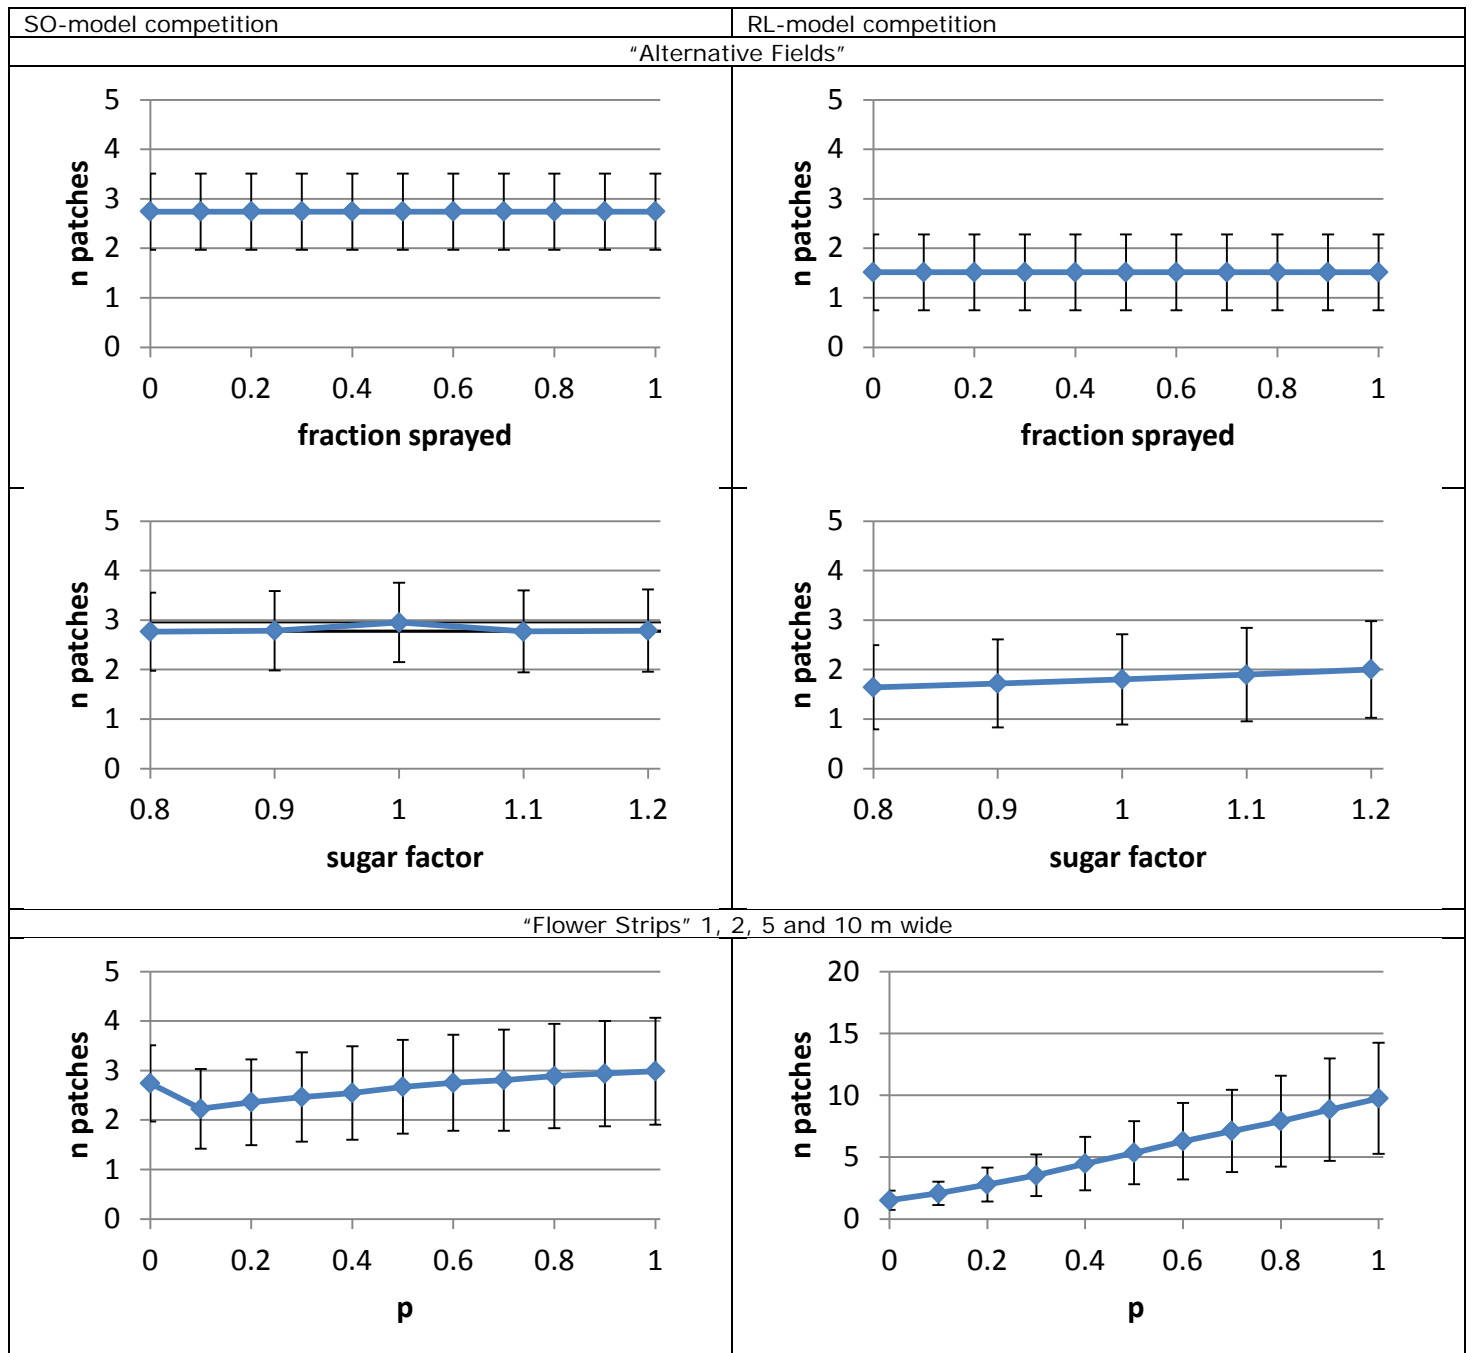 SO-model competition
RL-model competition
"Alternative Fields"
5
4
3
2
1
0
n patches
0 0.2 0.4 0.6 0.8 1
fraction sprayed
5
4
3
2
1
0
n patches
0 0.2 0.4 0.6 0.8 1
fraction sprayed
5
4
3
2
1
0
n patches
0.8 0.9 1 1.1 1.2
sugar factor
5
4
3
2
1
0
n patches
0.8 0.9 1 1.1 1.2
sugar factor
"Flower Strips" 1, 2, 5 and 10 m wide
5
4
3
2
1
0
n patches
0 0.2 0.4 0.6 0.8 1
p
20
15
10
5
0
n patches
0 0.2 0.4 0.6 0.8 1
p